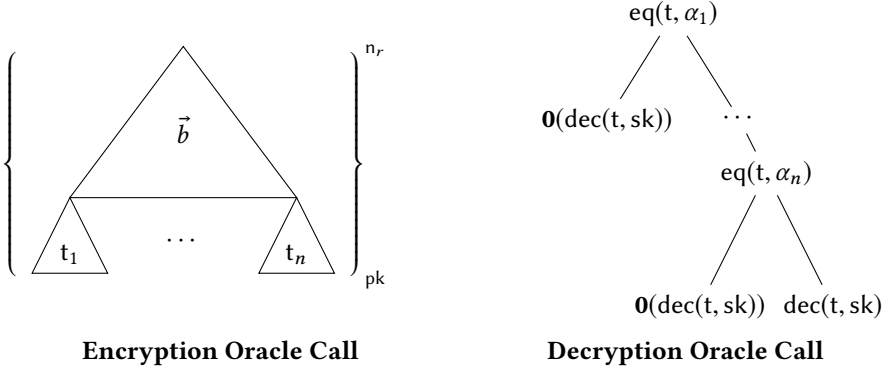 eq(t, α₁)
nᵣ
b⃗
0(dec(t, sk))
⋯
eq(t, αₙ)
t₁
⋯
tₙ
pk
0(dec(t, sk)) dec(t, sk)
Encryption Oracle Call
Decryption Oracle Call